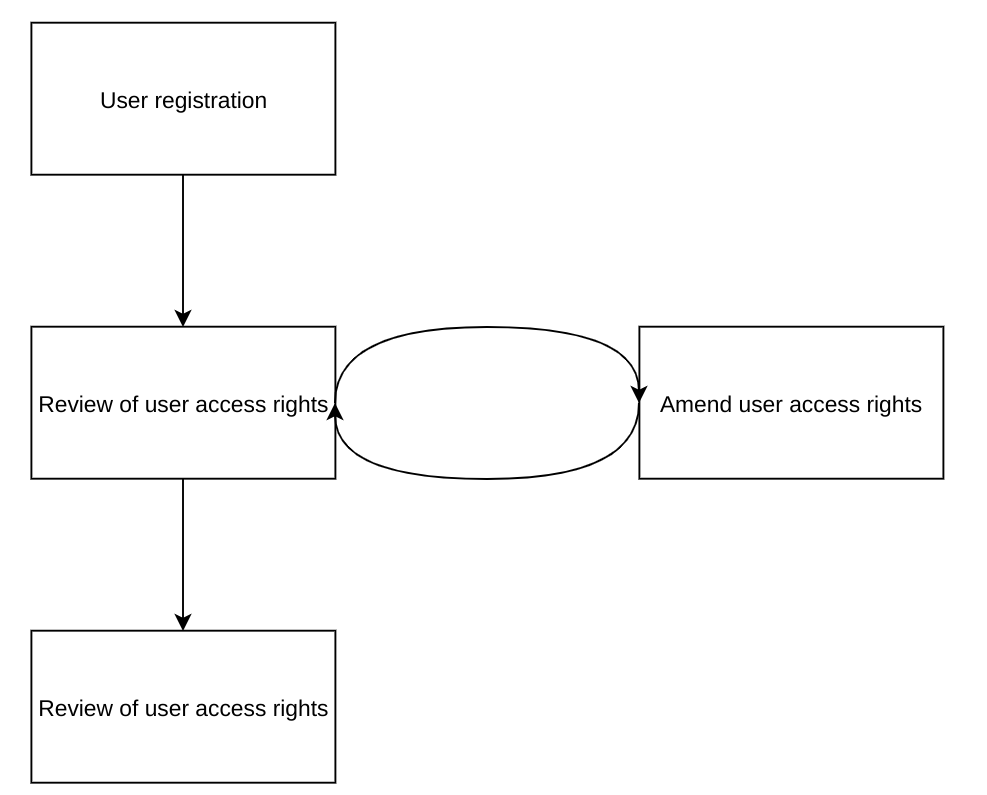 User registration
Review of user access rights
Amend user access rights
Review of user access rights